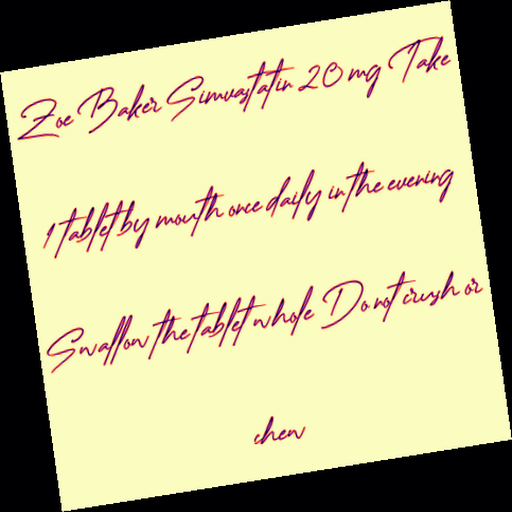 Zoe Baker Simvastatin 20 mg Take
1 tablet by mouth once daily in the evening
Swallow the tablet whole Do not crush or
chew